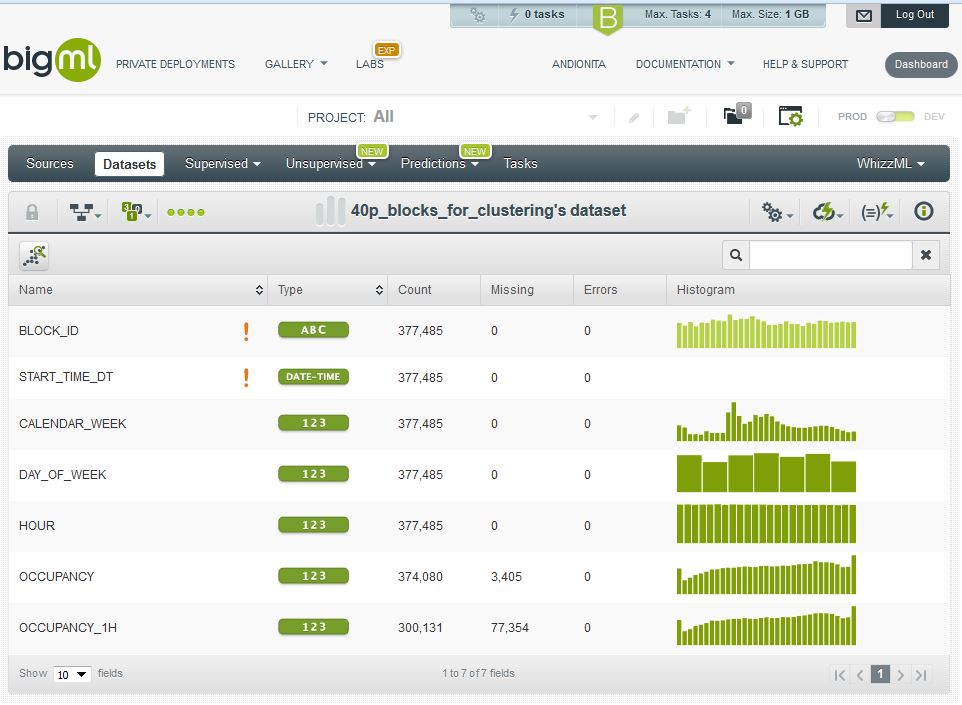 0 tasks Max. Tasks: 4 Max. Size: 1 GB Log Out
B
bigml PRIVATE DEPLOYMENTS GALLERY LABS EXP ANDIONITA DOCUMENTATION HELP & SUPPORT Dashboard
PROJECT: All 0 PROD DEV
Sources Datasets Supervised Unsupervised NEW Predictions NEW Tasks WhizzML
40p_blocks_for_clustering's dataset
Name Type Count Missing Errors Histogram
BLOCK_ID ! ABC 377,485 0 0
START_TIME_DT ! DATE-TIME 377,485 0 0
CALENDAR_WEEK 123 377,485 0 0
DAY_OF_WEEK 123 377,485 0 0
HOUR 123 377,485 0 0
OCCUPANCY 123 374,080 3,405 0
OCCUPANCY_1H 123 300,131 77,354 0
Show 10 fields 1 to 7 of 7 fields 1